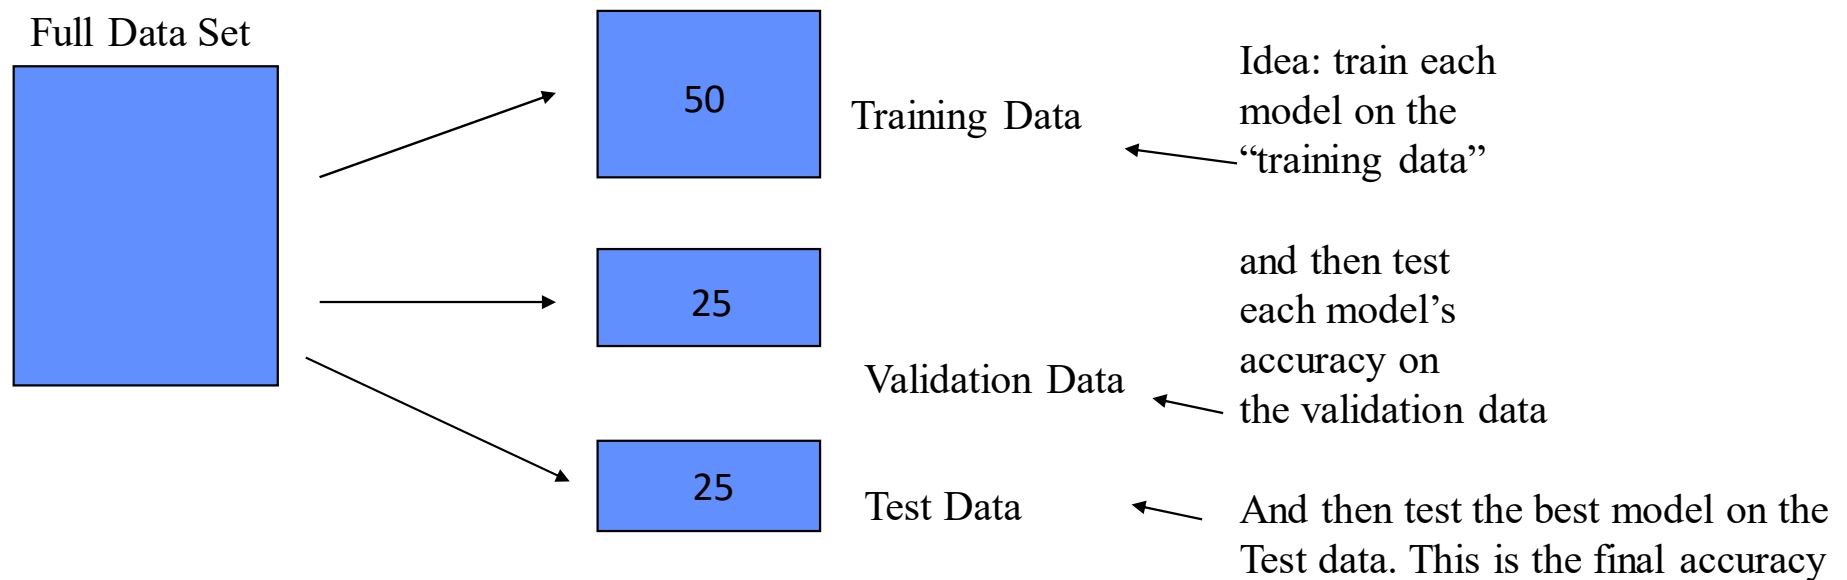 Full Data Set
50
Training Data
Idea: train each
model on the
“training data”
25
Validation Data
and then test
each model’s
accuracy on
the validation data
25
Test Data
And then test the best model on the
Test data. This is the final accuracy